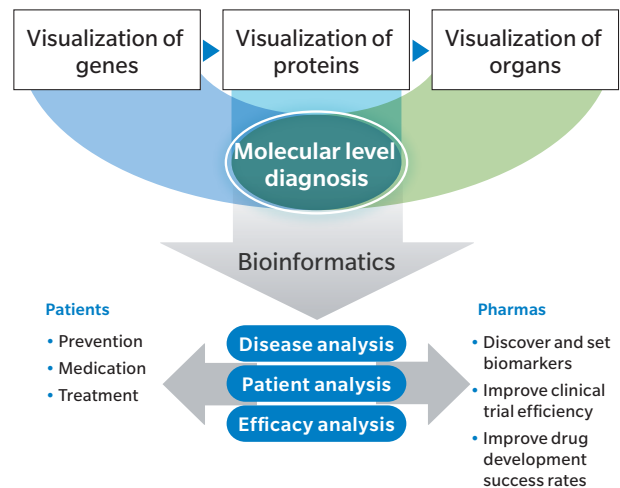 Visualization of
genes
Visualization of
proteins
Visualization of
organs
Molecular level
diagnosis
Bioinformatics
Patients
• Prevention
• Medication
• Treatment
Disease analysis
Patient analysis
Efficacy analysis
Pharmas
• Discover and set
biomarkers
• Improve clinical
trial efficiency
• Improve drug
development
success rates